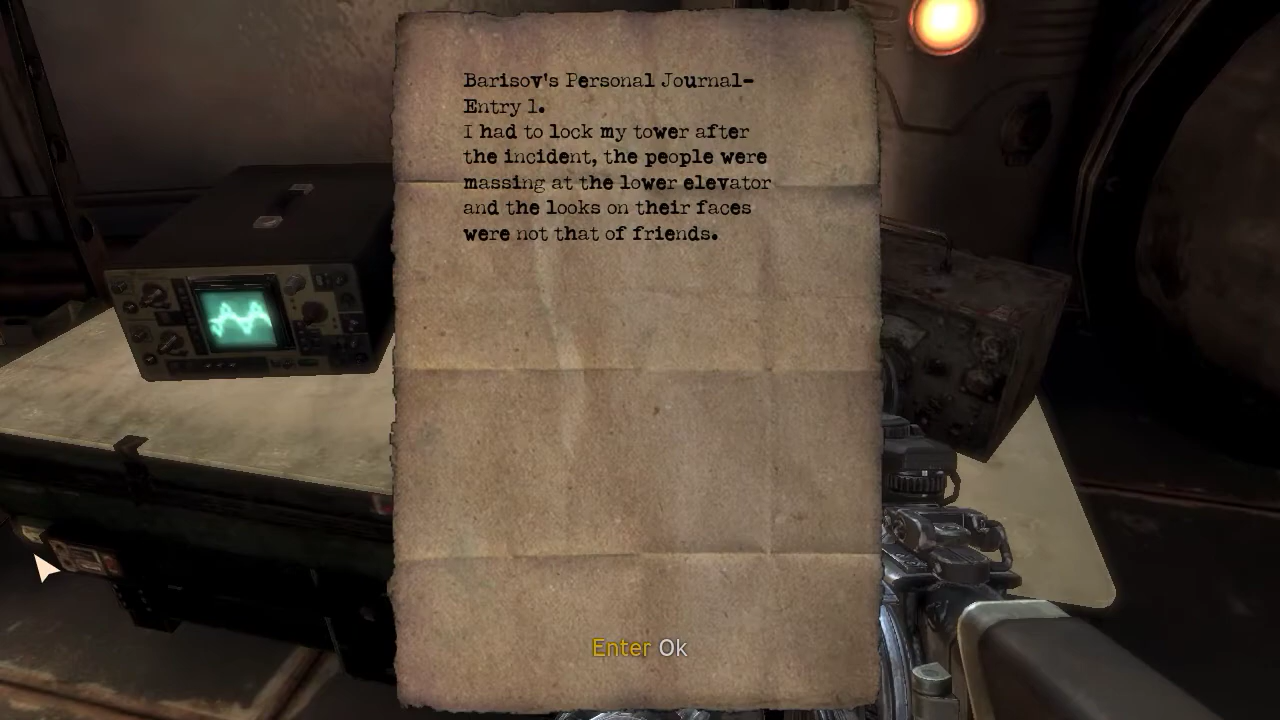 Barisov's Personal Journal-
Entry 1.
I had to lock my tower after
the incident, the people were
massing at the lower elevator
and the looks on their faces
were not that of friends.
Enter Ok